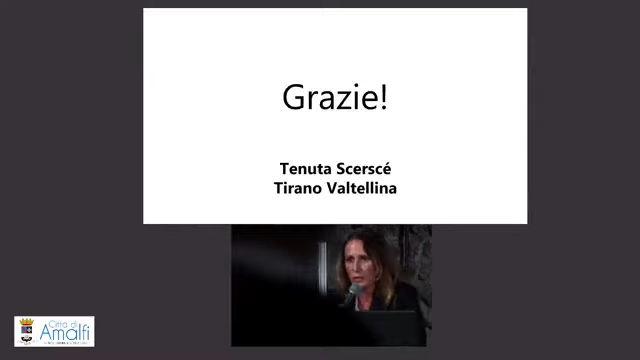 Grazie!
Tenuta Scerscé
Tirano Valtellina
Città di
Amalfi